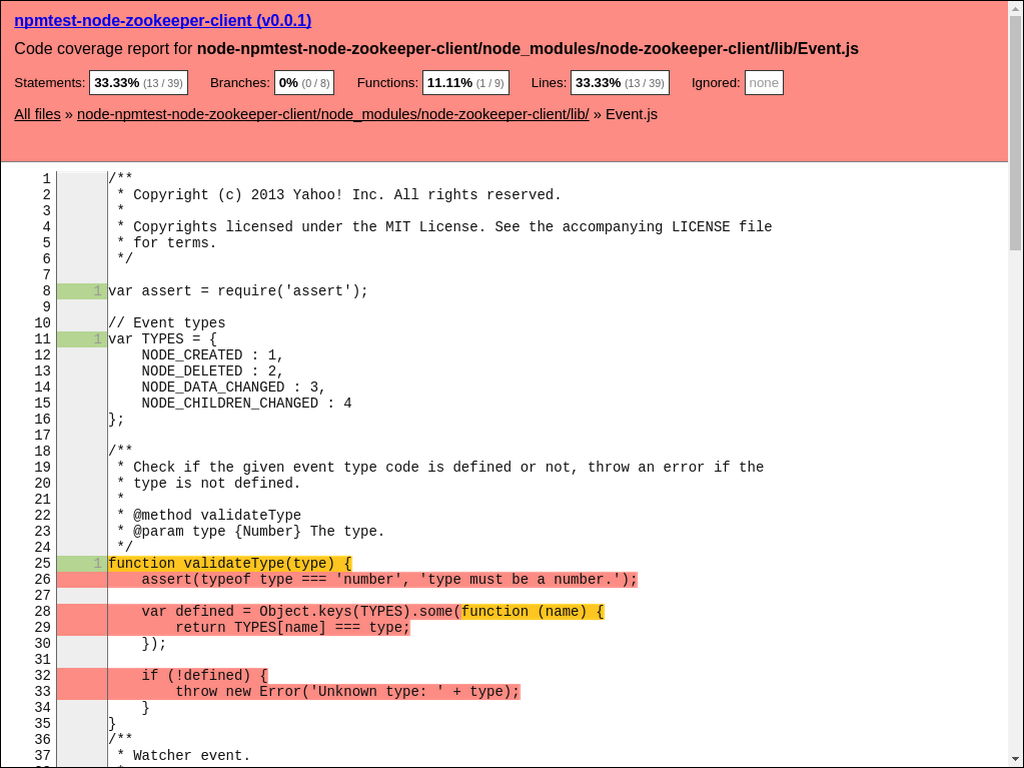 npmtest-node-zookeeper-client (v0.0.1)
Code coverage report for node-npmtest-node-zookeeper-client/node_modules/node-zookeeper-client/lib/Event.js
Statements: 33.33% (13 / 39) Branches: 0% (0 / 8) Functions: 11.11% (1 / 9) Lines: 33.33% (13 / 39) Ignored: none
All files » node-npmtest-node-zookeeper-client/node_modules/node-zookeeper-client/lib/ » Event.js
1 /**
2  * Copyright (c) 2013 Yahoo! Inc. All rights reserved.
3  *
4  * Copyrights licensed under the MIT License. See the accompanying LICENSE file
5  * for terms.
6  */
7
8 1 var assert = require('assert');
9
10 // Event types
11 1 var TYPES = {
12     NODE_CREATED : 1,
13     NODE_DELETED : 2,
14     NODE_DATA_CHANGED : 3,
15     NODE_CHILDREN_CHANGED : 4
16 };
17
18 /**
19  * Check if the given event type code is defined or not, throw an error if the
20  * type is not defined.
21  *
22  * @method validateType
23  * @param type {Number} The type.
24  */
25 1 function validateType(type) {
26     assert(typeof type === 'number', 'type must be a number.');
27
28     var defined = Object.keys(TYPES).some(function (name) {
29         return TYPES[name] === type;
30     });
31
32     if (!defined) {
33         throw new Error('Unknown type: ' + type);
34     }
35 }
36 /**
37  * Watcher event.